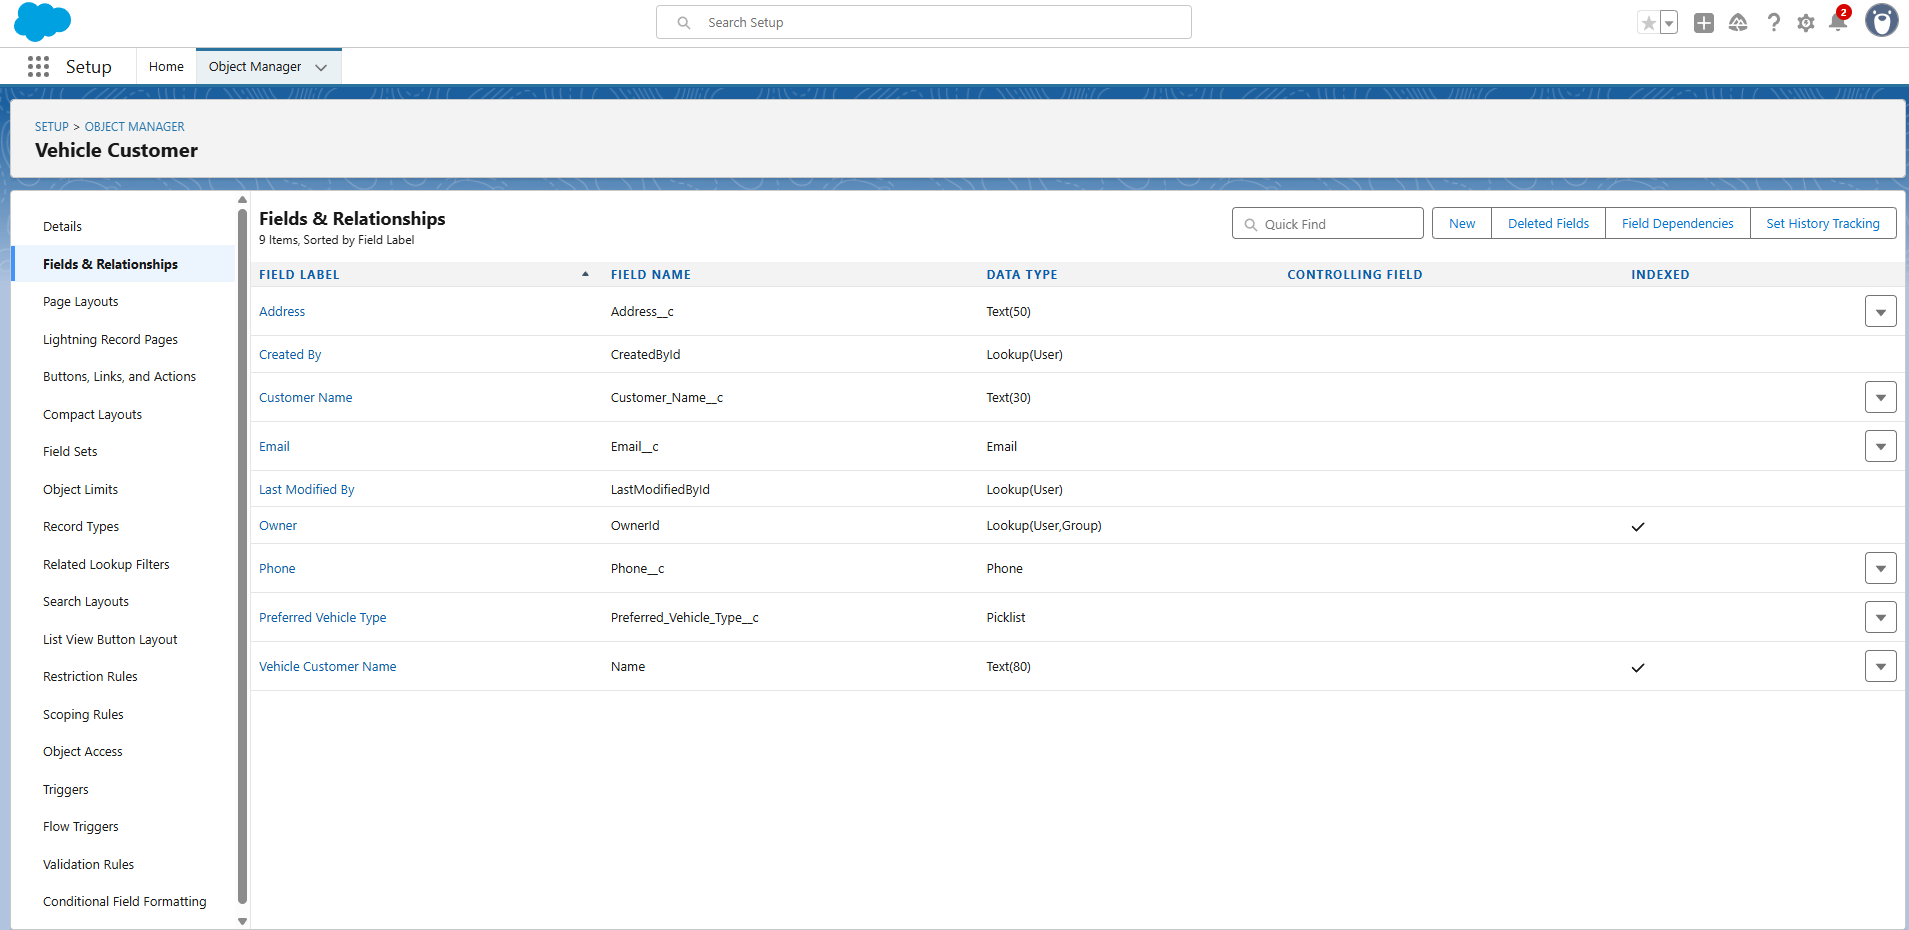 Search Setup
2
Setup
Home
Object Manager
SETUP > OBJECT MANAGER
Vehicle Customer
Details
Fields & Relationships
Page Layouts
Lightning Record Pages
Buttons, Links, and Actions
Compact Layouts
Field Sets
Object Limits
Record Types
Related Lookup Filters
Search Layouts
List View Button Layout
Restriction Rules
Scoping Rules
Object Access
Triggers
Flow Triggers
Validation Rules
Conditional Field Formatting
Fields & Relationships
9 Items, Sorted by Field Label
Quick Find
New
Deleted Fields
Field Dependencies
Set History Tracking
FIELD LABEL FIELD NAME DATA TYPE CONTROLLING FIELD INDEXED
Address Address__c Text(50)
Created By CreatedById Lookup(User)
Customer Name Customer_Name__c Text(30)
Email Email__c Email
Last Modified By LastModifiedById Lookup(User)
Owner OwnerId Lookup(User,Group)
Phone Phone__c Phone
Preferred Vehicle Type Preferred_Vehicle_Type__c Picklist
Vehicle Customer Name Name Text(80)